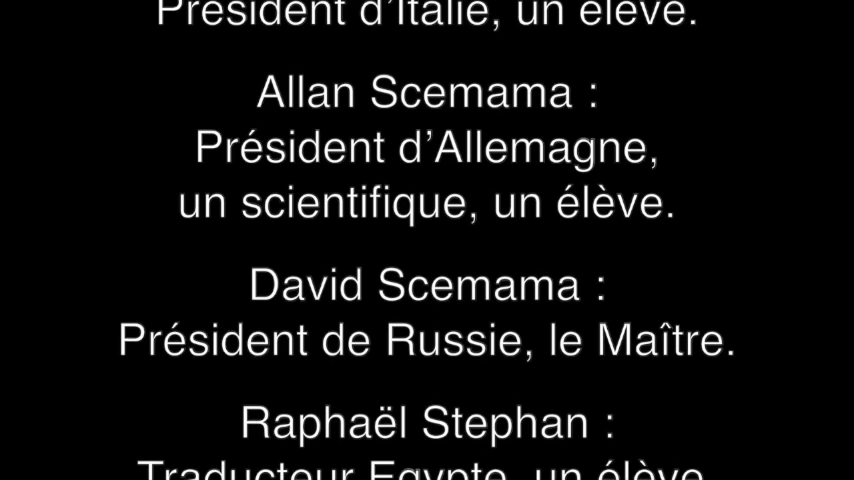 Président d’Italie, un élève.
Allan Scemama :
Président d’Allemagne,
un scientifique, un élève.
David Scemama :
Président de Russie, le Maître.
Raphaël Stephan :
Traducteur Egypte, un élève.